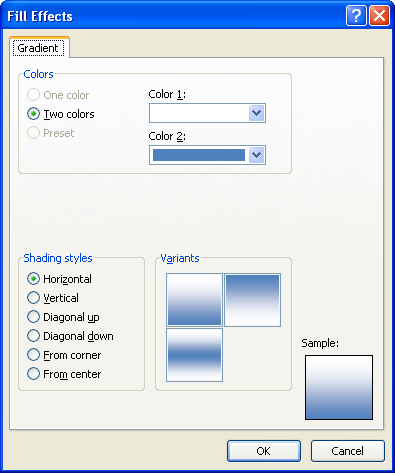 Fill Effects
Gradient
Colors
One color
Two colors
Preset
Color 1:
Color 2:
Shading styles
Horizontal
Vertical
Diagonal up
Diagonal down
From corner
From center
Variants
Sample:
OK
Cancel